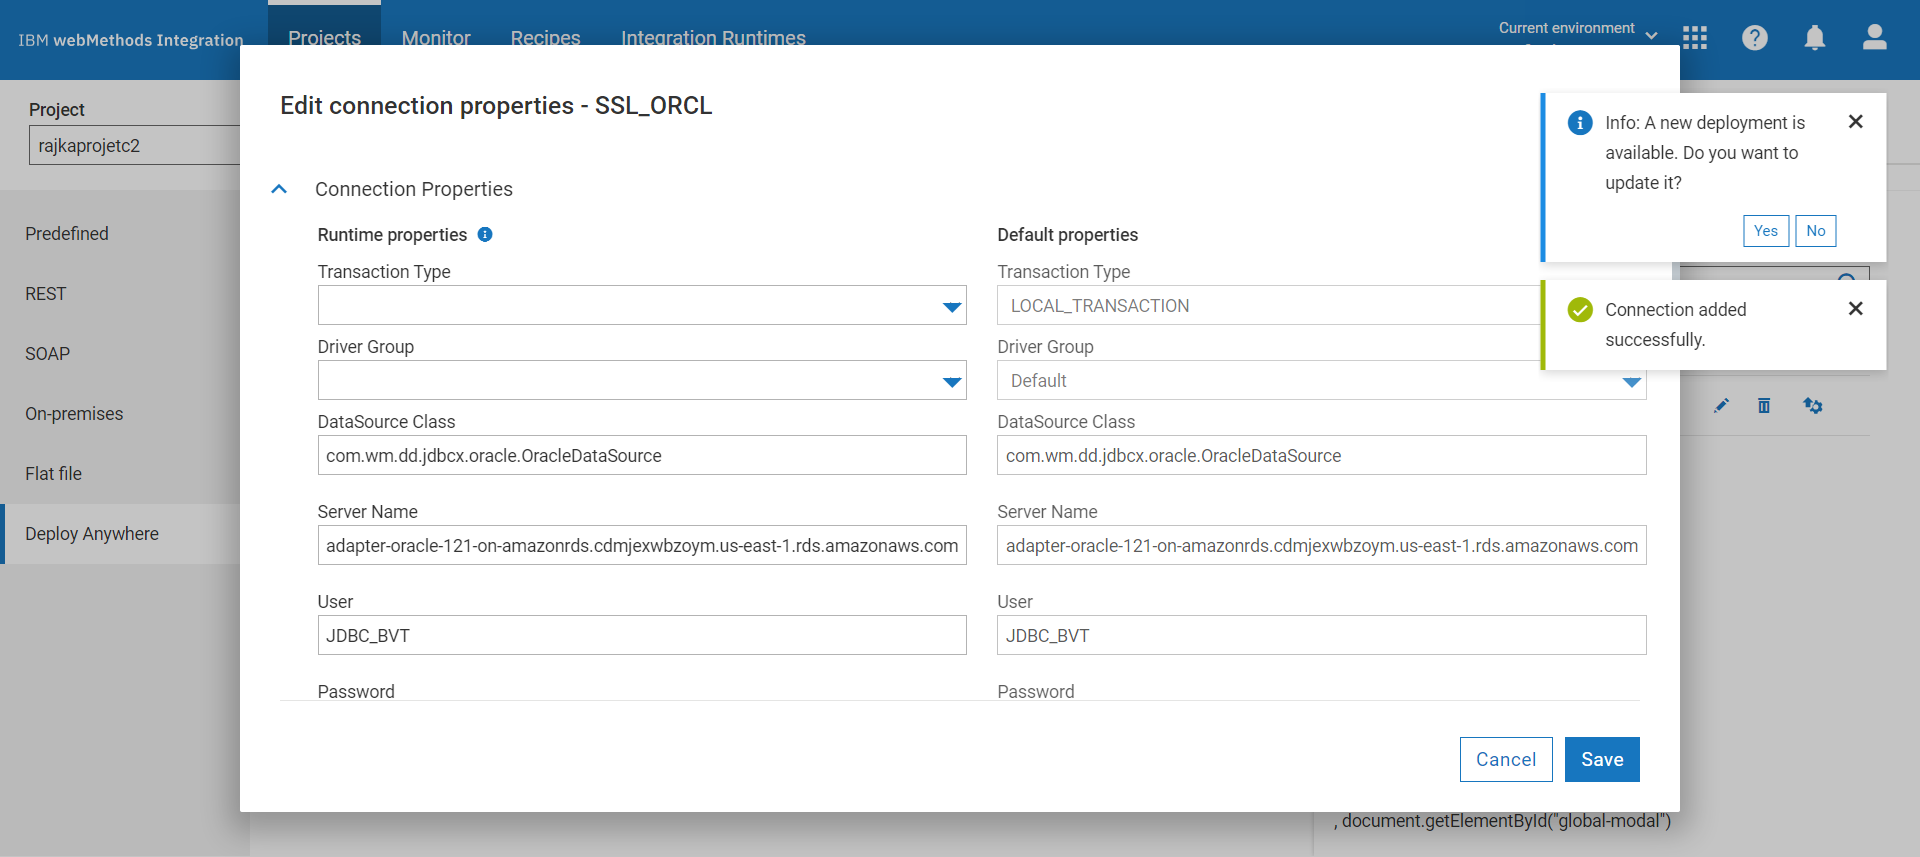 IBM webMethods Integration
Projects
Monitor
Recipes
Integration Runtimes
Current environment
Project
rajkaprojetc2
Predefined
REST
SOAP
On-premises
Flat file
Deploy Anywhere
Edit connection properties - SSL_ORCL
Connection Properties
Runtime properties
Default properties
Transaction Type
Transaction Type
LOCAL_TRANSACTION
Driver Group
Driver Group
Default
DataSource Class
DataSource Class
com.wm.dd.jdbcx.oracle.OracleDataSource
com.wm.dd.jdbcx.oracle.OracleDataSource
Server Name
Server Name
adapter-oracle-121-on-amazonrds.cdmjexwbzoym.us-east-1.rds.amazonaws.com
adapter-oracle-121-on-amazonrds.cdmjexwbzoym.us-east-1.rds.amazonaws.com
User
User
JDBC_BVT
JDBC_BVT
Password
Password
Cancel
Save
Info: A new deployment is
available. Do you want to
update it?
Yes
No
Connection added
successfully.
, document.getElementById("global-modal")